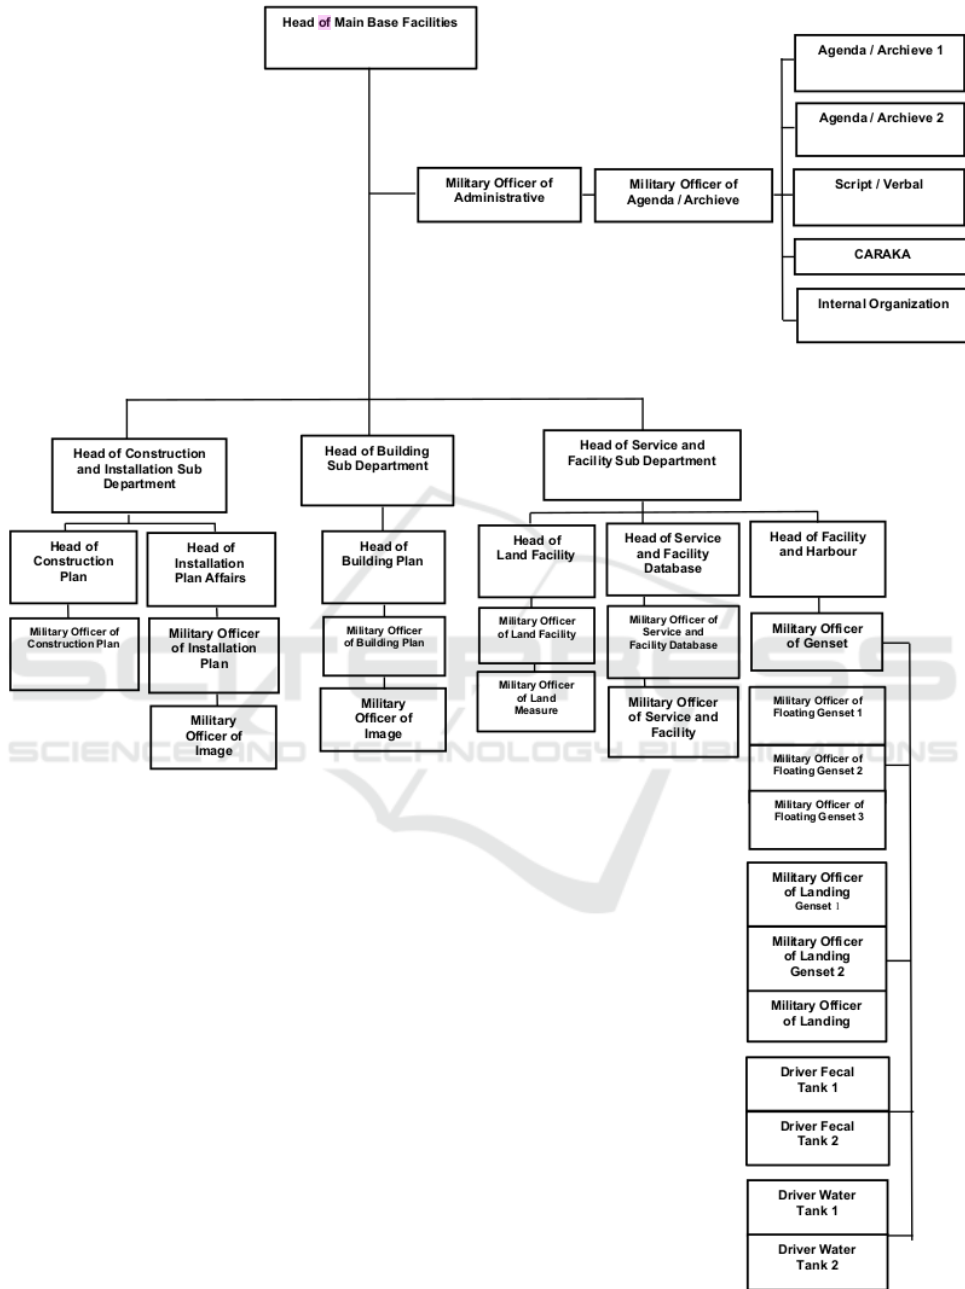 Head of Main Base Facilities
Agenda / Archieve 1
Agenda / Archieve 2
Military Officer of
Administrative
Military Officer of
Agenda / Archieve
Script / Verbal
CARAKA
Internal Organization
Head of Construction
and Installation Sub
Department
Head of Building
Sub Department
Head of Service and
Facility Sub Department
Head of
Construction
Plan
Head of
Installation
Plan Affairs
Head of
Building Plan
Head of
Land Facility
Head of Service
and Facility
Database
Head of Facility
and Harbour
Military Officer of
Construction Plan
Military Officer
of Installation
Plan
Military Officer
of Building Plan
Military Officer
of Land Facility
Military Officer of
Service and
Facility Database
Military Officer
of Genset
Military
Officer of
Image
Military
Officer of
Image
Military Officer
of Land
Measure
Military Officer
of Service and
Facility
Military Officer of
Floating Genset 1
Military Officer of
Floating Genset 2
Military Officer of
Floating Genset 3
Military Officer
of Landing
Genset 1
Military Officer
of Landing
Genset 2
Military Officer
of Landing
Driver Fecal
Tank 1
Driver Fecal
Tank 2
Driver Water
Tank 1
Driver Water
Tank 2
SCITEPRESS
SCIENCE AND TECHNOLOGY PUBLICATIONS